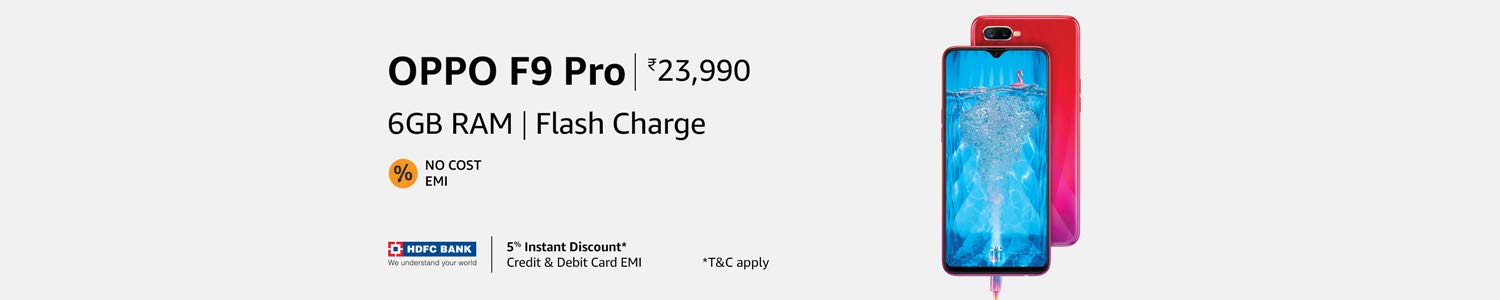 OPPO F9 Pro | ₹23,990
6GB RAM | Flash Charge
% NO COST
EMI
HDFC BANK
We understand your world
5% Instant Discount*
Credit & Debit Card EMI
*T&C apply